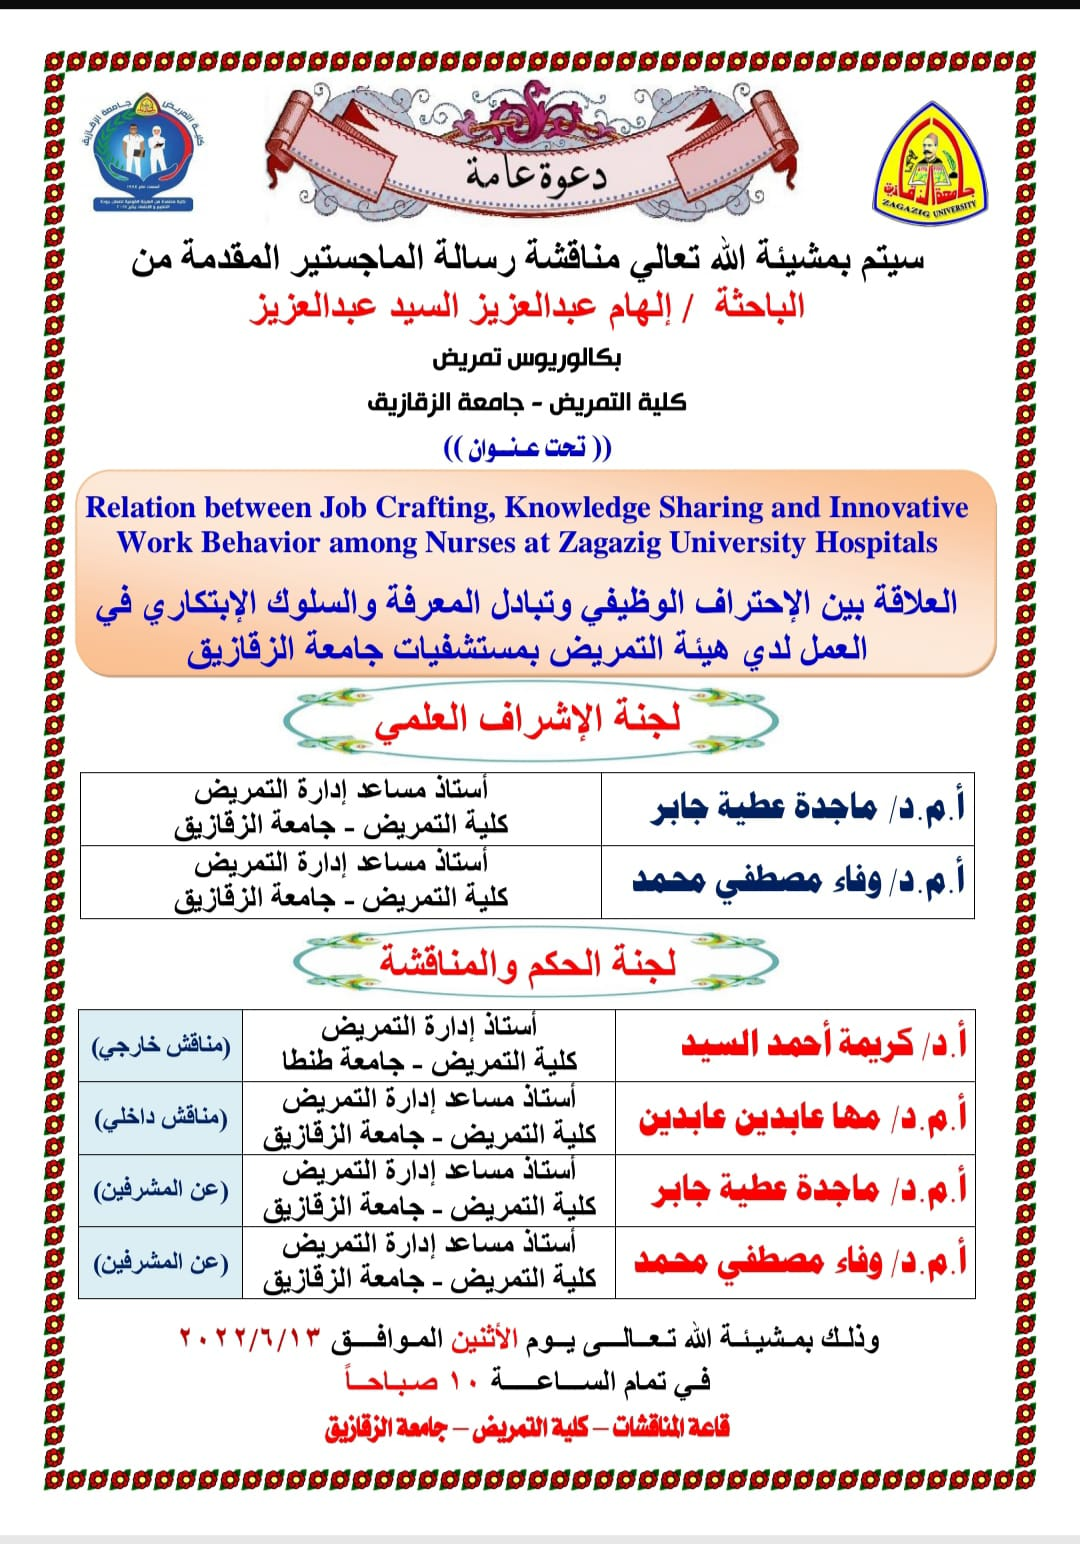 دعوة عامة
ZAGAZIG UNIVERSITY
سيتم بمشيئة الله تعالي مناقشة رسالة الماجستير المقدمة من
الباحثة / إلهام عبدالعزيز السيد عبدالعزيز
بكالوريوس تمريض
كلية التمريض - جامعة الزقازيق
(( تحت عنوان ))
Relation between Job Crafting, Knowledge Sharing and Innovative
Work Behavior among Nurses at Zagazig University Hospitals
العلاقة بين الإحتراف الوظيفي وتبادل المعرفة والسلوك الإبتكاري في
العمل لدي هيئة التمريض بمستشفيات جامعة الزقازيق
لجنة الإشراف العلمي
أ.م.د/ ماجدة عطية جابر
أستاذ مساعد إدارة التمريض
كلية التمريض - جامعة الزقازيق
أ.م.د/ وفاء مصطفي محمد
أستاذ مساعد إدارة التمريض
كلية التمريض - جامعة الزقازيق
لجنة الحكم والمناقشة
أ.د/ كريمة أحمد السيد
أستاذ إدارة التمريض
كلية التمريض - جامعة طنطا
(مناقش خارجي)
أ.م.د/ مها عابدين عابدين
أستاذ مساعد إدارة التمريض
كلية التمريض - جامعة الزقازيق
(مناقش داخلي)
أ.م.د/ ماجدة عطية جابر
أستاذ مساعد إدارة التمريض
كلية التمريض - جامعة الزقازيق
(عن المشرفين)
أ.م.د/ وفاء مصطفي محمد
أستاذ مساعد إدارة التمريض
كلية التمريض - جامعة الزقازيق
(عن المشرفين)
وذلك بمشيئة الله تعالى يوم الأثنين الموافق ٢٠٢٢/٦/١٣
في تمام الساعة ١٠ صباحاً
قاعة المناقشات – كلية التمريض – جامعة الزقازيق